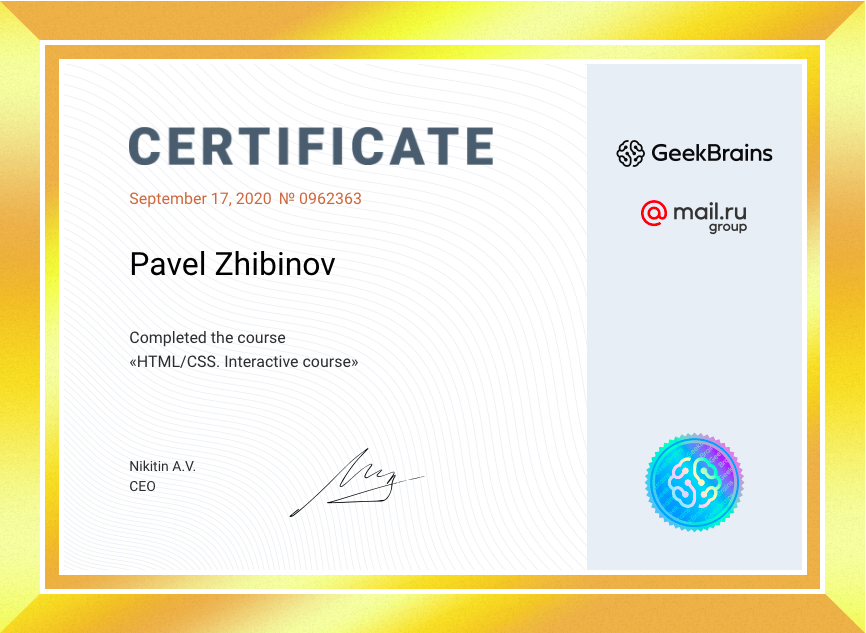 CERTIFICATE
September 17, 2020 № 0962363
Pavel Zhibinov
Completed the course
«HTML/CSS. Interactive course»
Nikitin A.V.
CEO
GeekBrains
@mail.ru
group